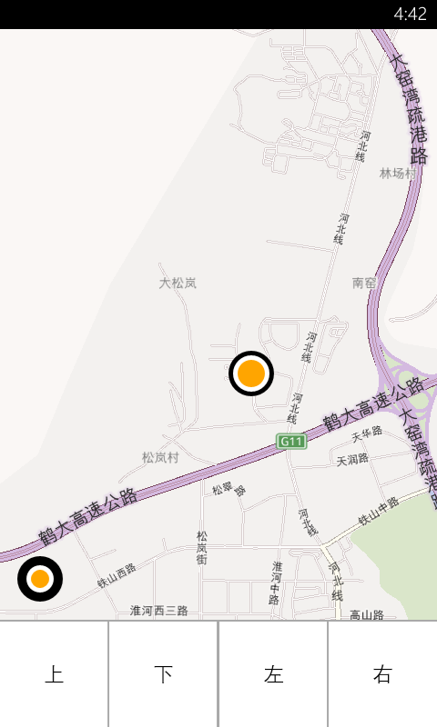 4:42
大窑湾疏港路
河北线
林场村
河北线
大松岚
南窑
河北线
鹤大高速公路
河北线
大窑湾疏港路
G11
天华路
松岚村
天润路
松翠路
鹤大高速公路
铁山中路
河北线
松岚街
铁山西路
淮河中路
河北线
淮河西三路
高山路
上
下
左
右